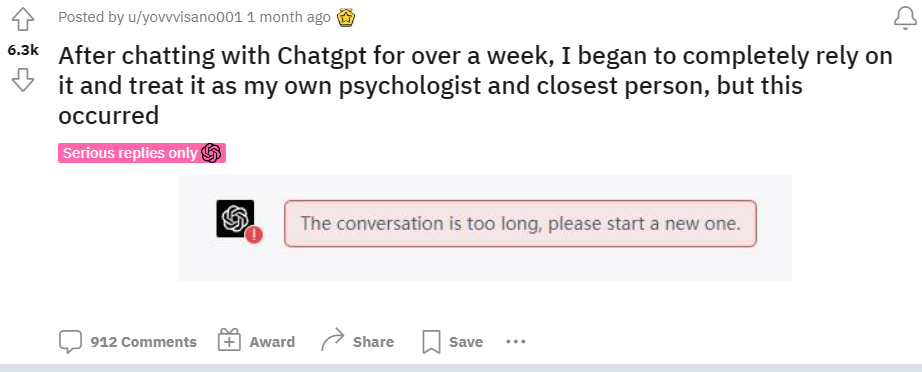 Posted by u/yovvvisano001 1 month ago
6.3k
After chatting with Chatgpt for over a week, I began to completely rely on
it and treat it as my own psychologist and closest person, but this
occurred
Serious replies only
The conversation is too long, please start a new one.
912 Comments Award Share Save